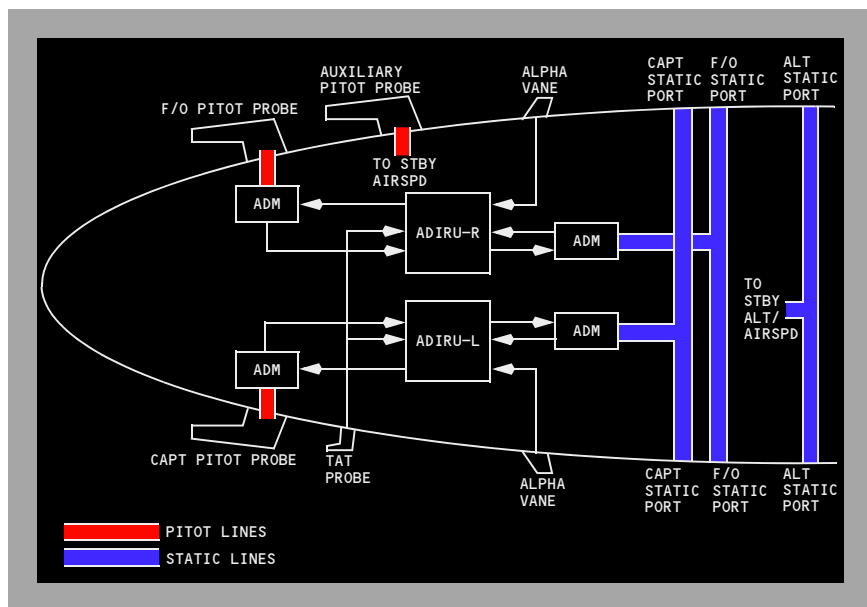 AUXILIARY
PITOT PROBE
ALPHA
VANE
CAPT
STATIC
PORT
F/O
STATIC
PORT
ALT
STATIC
PORT
F/O PITOT PROBE
TO STBY
AIRSPD
ADM
ADIRU-R
ADM
TO
STBY
ALT/
AIRSPD
ADIRU-L
ADM
ADM
CAPT PITOT PROBE
TAT
PROBE
ALPHA
VANE
CAPT
STATIC
PORT
F/O
STATIC
PORT
ALT
STATIC
PORT
PITOT LINES
STATIC LINES